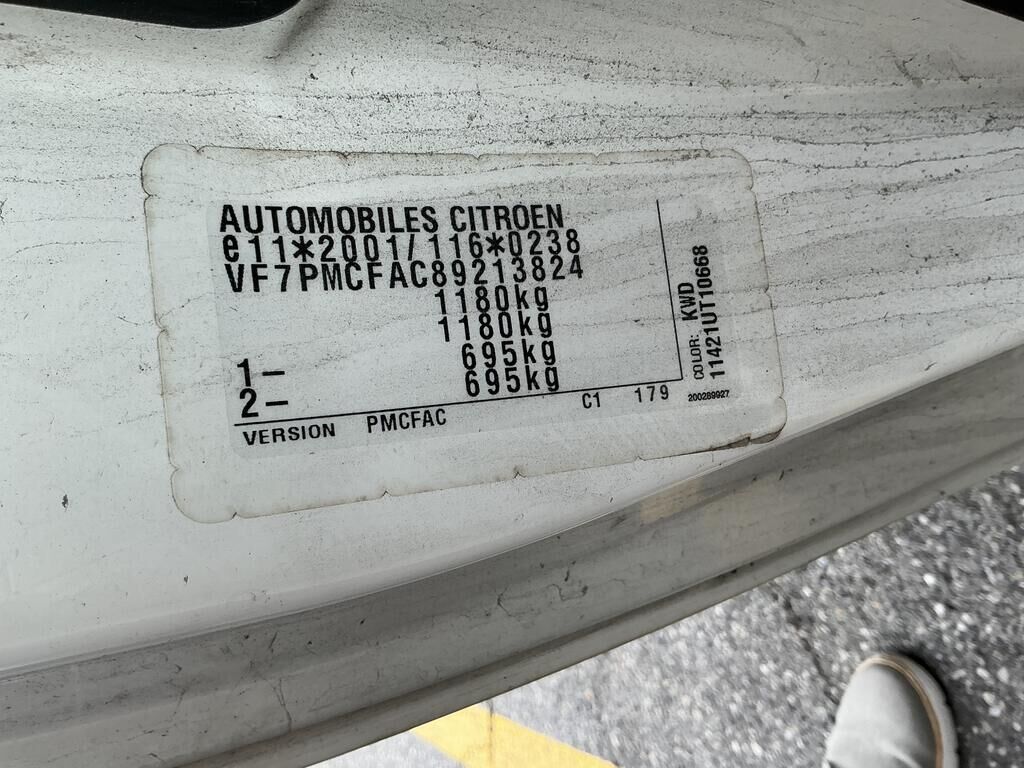 AUTOMOBILES CITROEN
e11*2001/116*0238
VF7PMCFAC89213824
1180kg
1180kg
1- 695kg
2- 695kg
VERSION PMCFAC C1 179
COLOR: KWD
11421UT10668
200289927